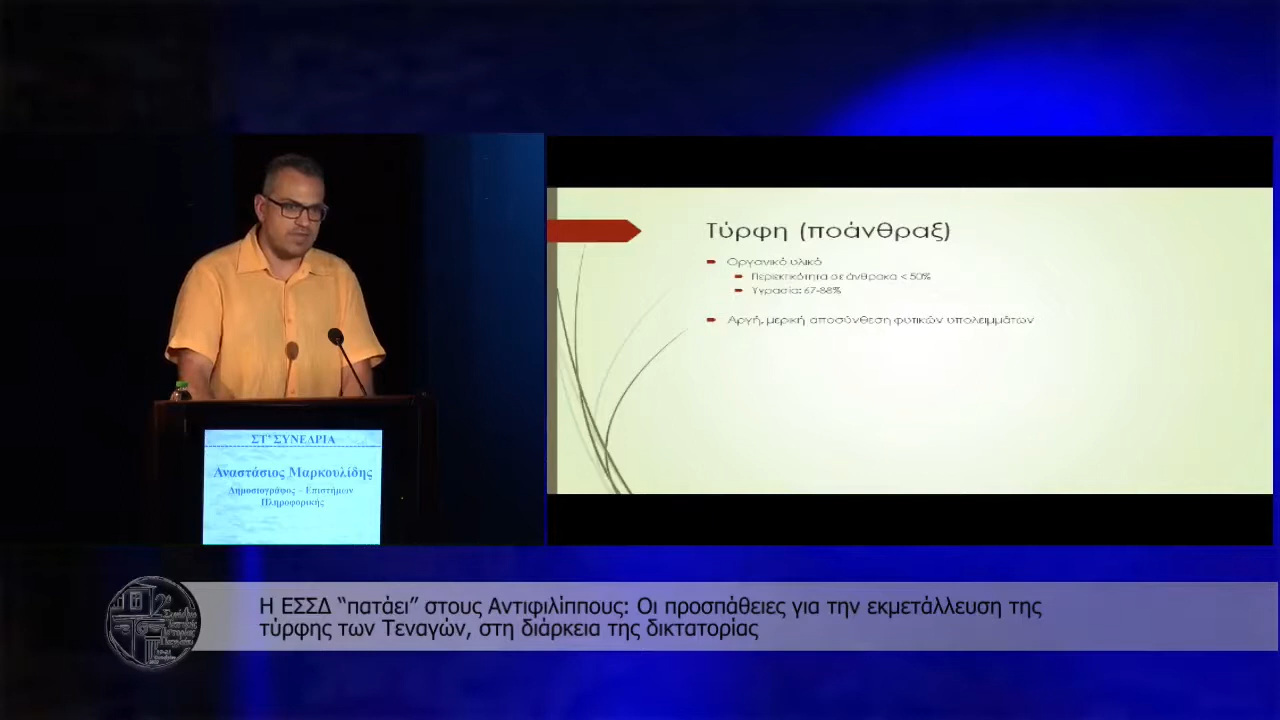 Τύρφη (ποάνθραξ)
Οργανικό υλικό
Περιεκτικότητα σε άνθρακα < 50%
Υγρασία: 67-88%
Αργή, μερική αποσύνθεση φυτικών υπολειμμάτων
ΣΤ' ΣΥΝΕΔΡΙΑ
Αναστάσιος Μαρκουλίδης
Δημοσιογράφος – Επιστήμων
Πληροφορικής
Η ΕΣΣΔ “πατάει” στους Αντιφιλίππους: Οι προσπάθειες για την εκμετάλλευση της
τύρφης των Τεναγών, στη διάρκεια της δικτατορίας